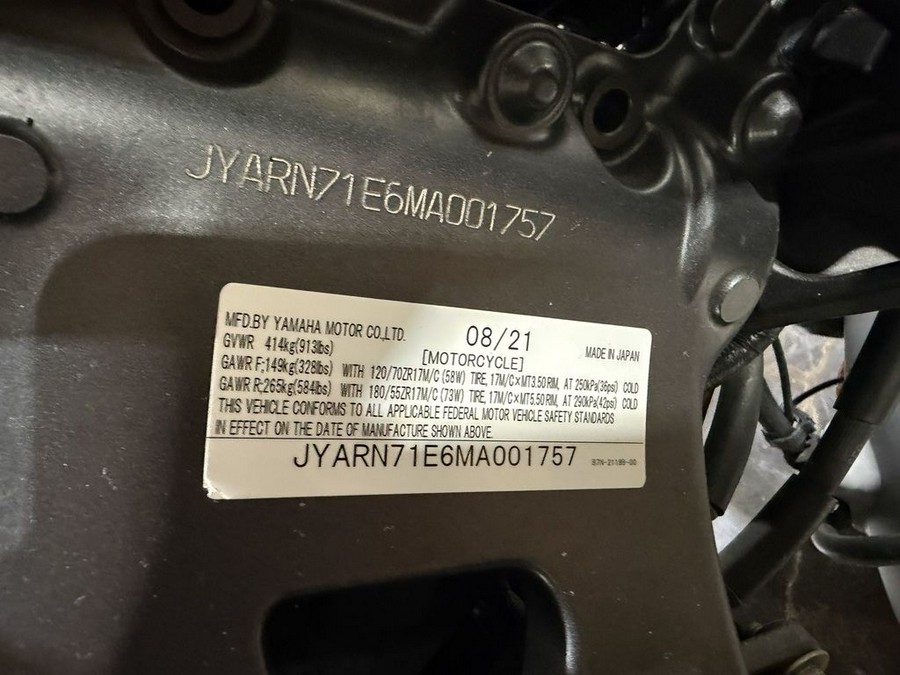 JYARN71E6MA001757
MFD.BY YAMAHA MOTOR CO.,LTD. 08/21 MADE IN JAPAN
GVWR 414kg(913lbs) [MOTORCYCLE]
GAWR F;149kg(328lbs) WITH 120/70ZR17M/C (58W) TIRE, 17M/C×MT3.50 RIM, AT 250kPa(36psi) COLD
GAWR R:265kg(584lbs) WITH 180/55ZR17M/C (73W) TIRE, 17M/C×MT5.50 RIM, AT 290kPa(42psi) COLD
THIS VEHICLE CONFORMS TO ALL APPLICABLE FEDERAL MOTOR VEHICLE SAFETY STANDARDS
IN EFFECT ON THE DATE OF MANUFACTURE SHOWN ABOVE.
JYARN71E6MA001757